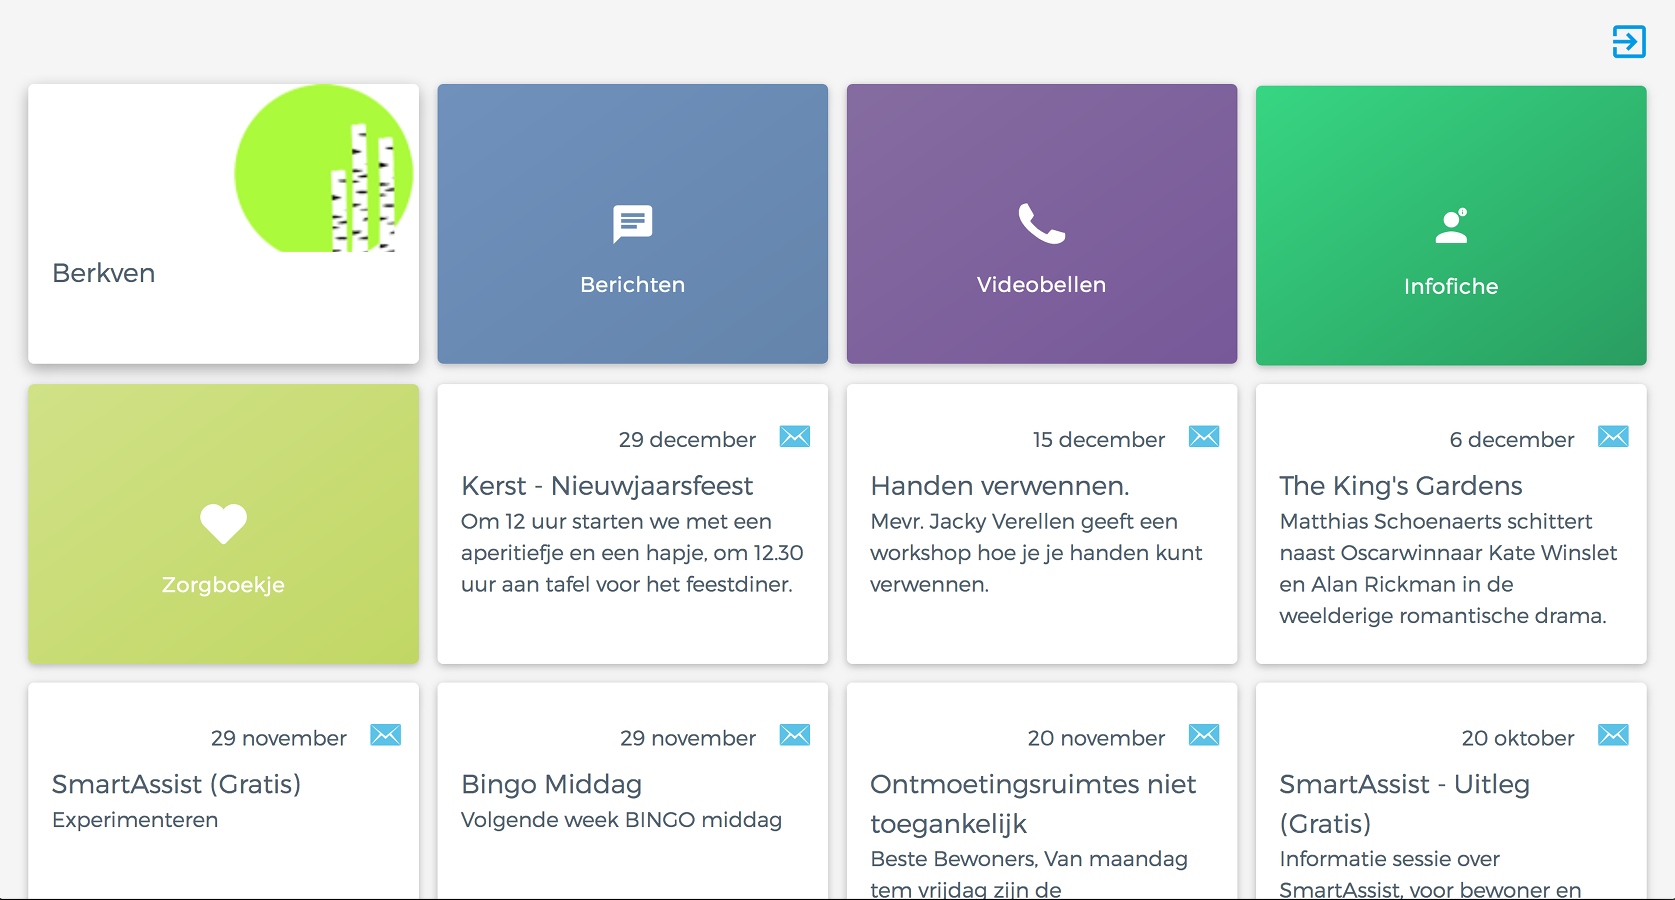 Berkven
Berichten
Videobellen
Infofiche
Zorgboekje
29 december
Kerst - Nieuwjaarsfeest
Om 12 uur starten we met een
aperitiefje en een hapje, om 12.30
uur aan tafel voor het feestdiner.
15 december
Handen verwennen.
Mevr. Jacky Verellen geeft een
workshop hoe je je handen kunt
verwennen.
6 december
The King's Gardens
Matthias Schoenaerts schittert
naast Oscarwinnaar Kate Winslet
en Alan Rickman in de
weelderige romantische drama.
29 november
SmartAssist (Gratis)
Experimenteren
29 november
Bingo Middag
Volgende week BINGO middag
20 november
Ontmoetingsruimtes niet
toegankelijk
Beste Bewoners, Van maandag
tem vrijdag zijn de
20 oktober
SmartAssist - Uitleg
(Gratis)
Informatie sessie over
SmartAssist, voor bewoner en